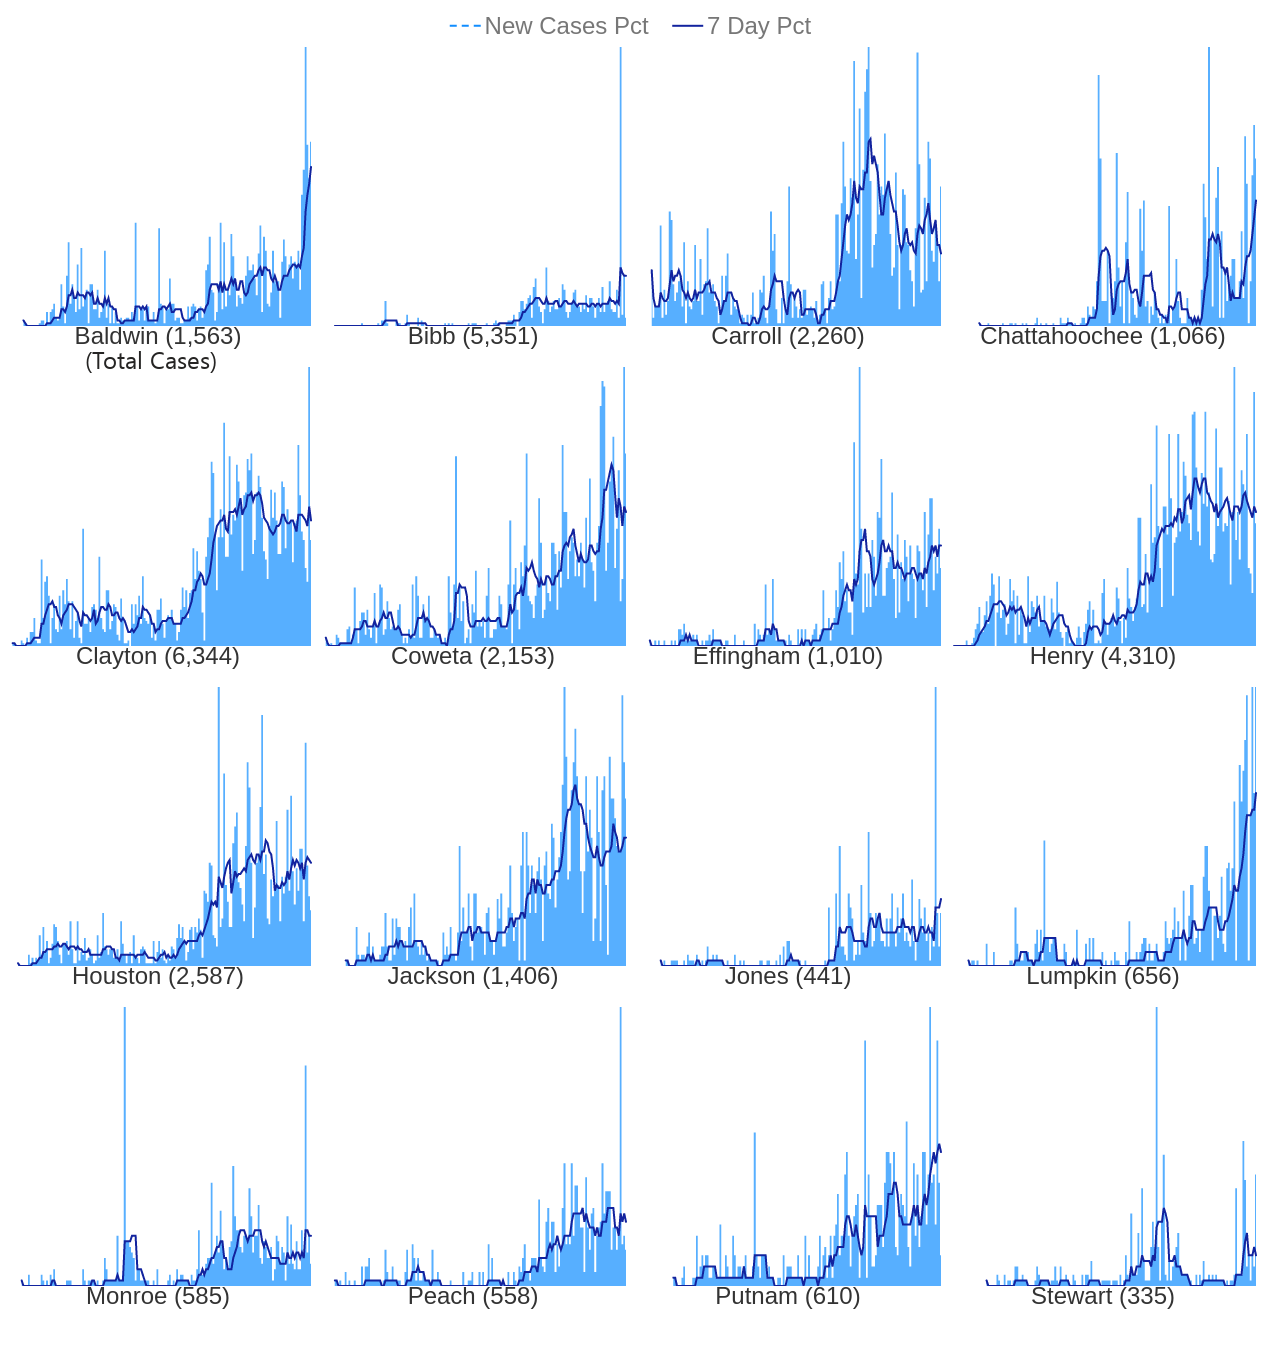 New Cases Pct 7 Day Pct
Baldwin (1,563) Bibb (5,351) Carroll (2,260) Chattahoochee (1,066)
(Total Cases)
Clayton (6,344) Coweta (2,153) Effingham (1,010) Henry (4,310)
Houston (2,587) Jackson (1,406) Jones (441) Lumpkin (656)
Monroe (585) Peach (558) Putnam (610) Stewart (335)